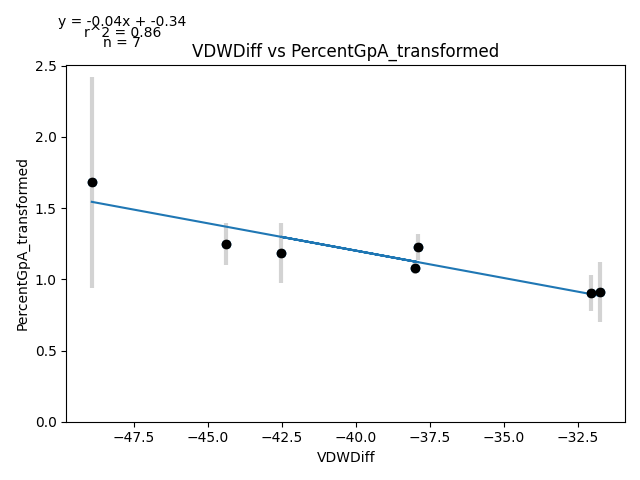 y = -0.04x + -0.34
r^2 = 0.86
n = 7
VDWDiff vs PercentGpA_transformed
2.5
2.0
1.5
1.0
0.5
0.0
PercentGpA_transformed
−47.5 −45.0 −42.5 −40.0 −37.5 −35.0 −32.5
VDWDiff